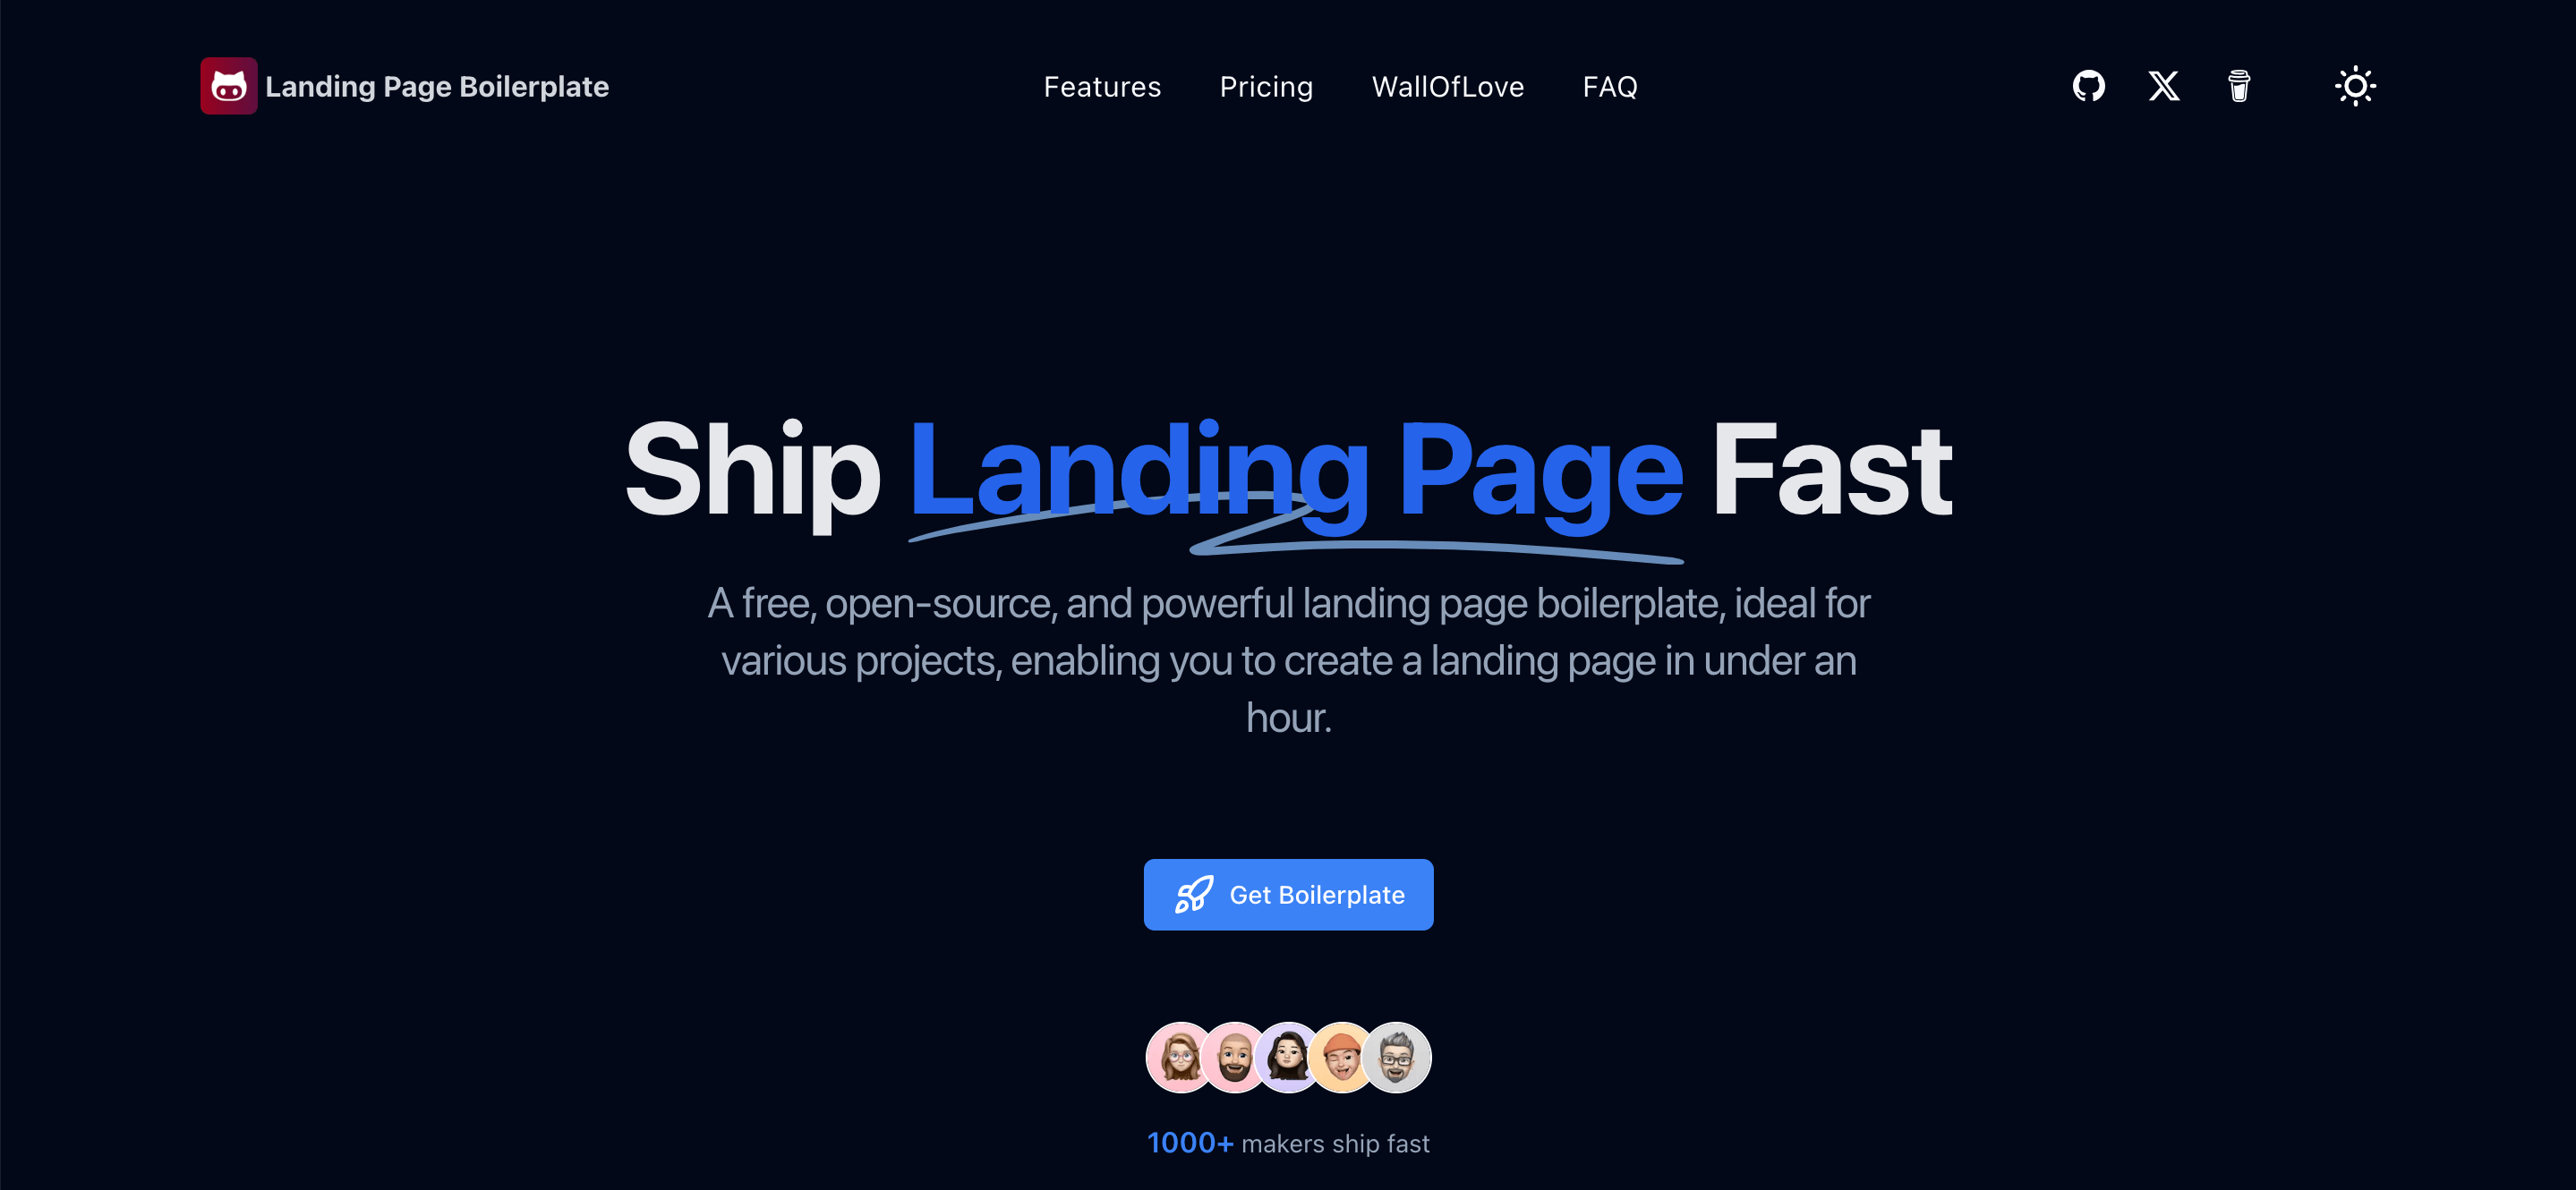 Landing Page Boilerplate
Features
Pricing
WallOfLove
FAQ
Ship Landing Page Fast
A free, open-source, and powerful landing page boilerplate, ideal for
various projects, enabling you to create a landing page in under an
hour.
Get Boilerplate
1000+ makers ship fast